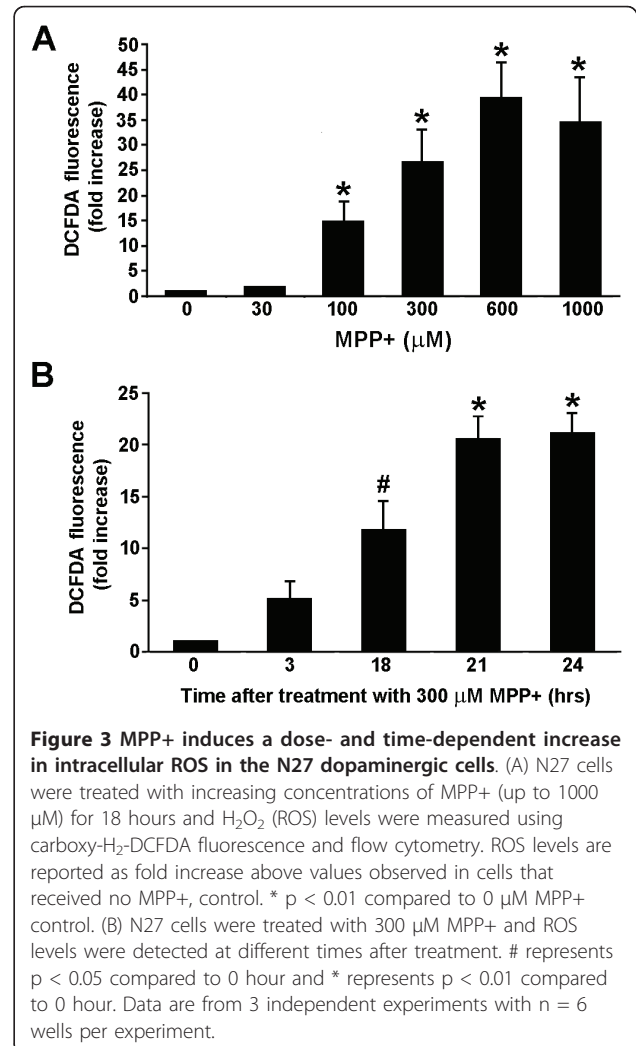 A
DCFDA fluorescence
(fold increase)
50
45
40
35
30
25
20
15
10
5
0
*
*
*
*
0 30 100 300 600 1000
MPP+ (μM)
B
DCFDA fluorescence
(fold increase)
25
20
15
10
5
0
#
*
*
0 3 18 21 24
Time after treatment with 300 μM MPP+ (hrs)
Figure 3 MPP+ induces a dose- and time-dependent increase
in intracellular ROS in the N27 dopaminergic cells. (A) N27 cells
were treated with increasing concentrations of MPP+ (up to 1000
μM) for 18 hours and H₂O₂ (ROS) levels were measured using
carboxy-H₂-DCFDA fluorescence and flow cytometry. ROS levels are
reported as fold increase above values observed in cells that
received no MPP+, control. * p < 0.01 compared to 0 μM MPP+
control. (B) N27 cells were treated with 300 μM MPP+ and ROS
levels were detected at different times after treatment. # represents
p < 0.05 compared to 0 hour and * represents p < 0.01 compared
to 0 hour. Data are from 3 independent experiments with n = 6
wells per experiment.